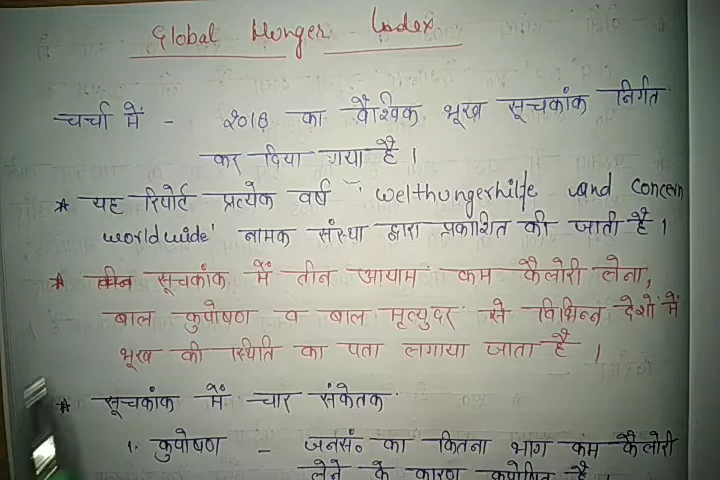 Global Hunger Index
चर्चा में - 2018 का वैश्विक भूख सूचकांक निर्गत
कर दिया गया है।
* यह रिपोर्ट प्रत्येक वर्ष 'welthungerhilfe and concern
worldwide' नामक संस्था द्वारा प्रकाशित की जाती है।
* सूचकांक में तीन आयाम कम कैलोरी लेना,
बाल कुपोषण व बाल मृत्युदर से विभिन्न देशों में
भूख की स्थिति का पता लगाया जाता है।
* सूचकांक में चार संकेतक
1. कुपोषण - जनसं० का कितना भाग कम कैलोरी
लेने के कारण कुपोषित है।